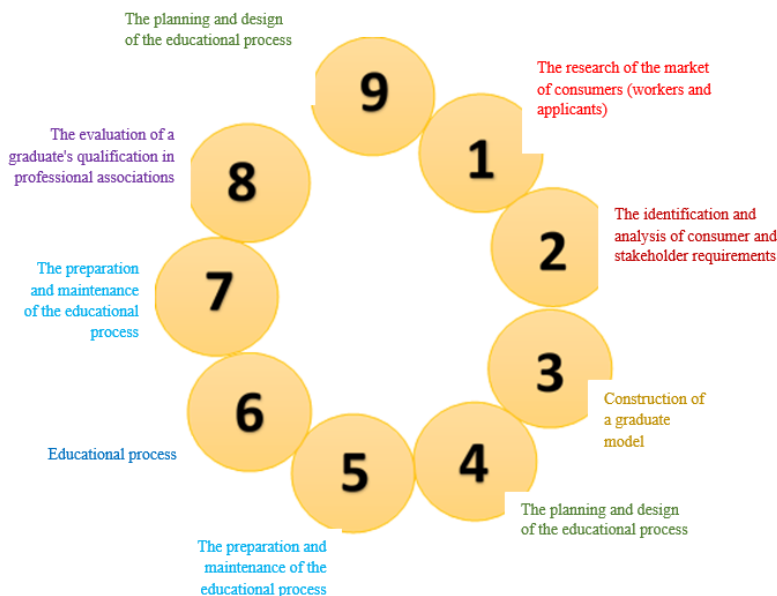 The planning and design
of the educational process
9
The research of the market
of consumers (workers and
applicants)
1
The identification and
analysis of consumer and
stakeholder requirements
2
3
Construction of
a graduate
model
4
The planning and design
of the educational process
5
The preparation and
maintenance of the
educational process
6
Educational process
7
The preparation
and maintenance
of the educational
process
8
The evaluation of a
graduate's qualification in
professional associations